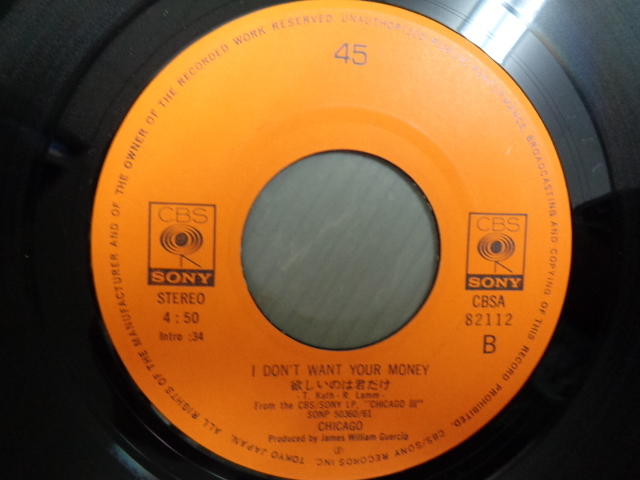 ALL RIGHTS OF THE MANUFACTURER AND OF THE OWNER OF THE RECORDED WORK RESERVED. UNAUTHORISED PUBLIC PERFORMANCE, BROADCASTING AND COPYING OF THIS RECORD PROHIBITED. CBS/SONY RECORDS INC. TOKYO JAPAN.
45
CBS
SONY
STEREO
4:50
Intro :34
CBS
SONY
CBSA
82112
B
I DON'T WANT YOUR MONEY
欲しいのは君だけ
- T. Kath - R. Lamm -
From the CBS/SONY LP, "CHICAGO III"
SONP 50360/61
CHICAGO
Produced by James William Guercio
Ⓟ